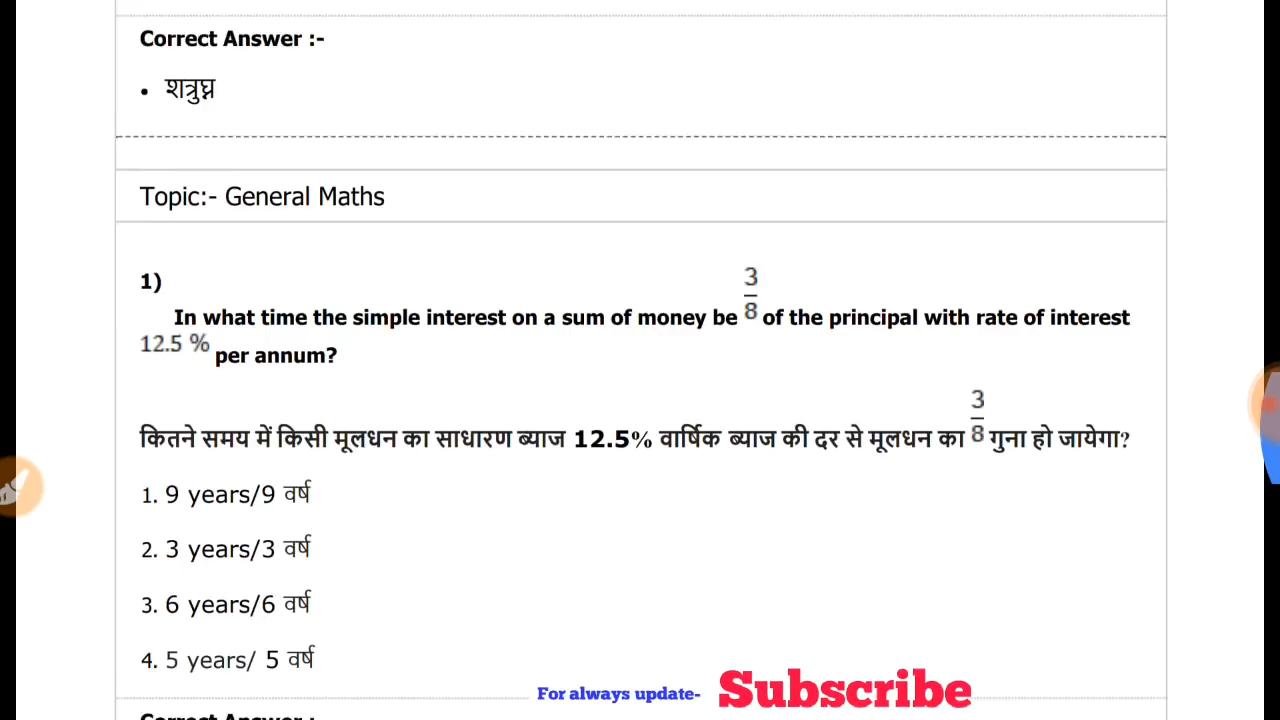 Correct Answer :-
• शत्रुघ्न
Topic:- General Maths
1)
In what time the simple interest on a sum of money be 3/8 of the principal with rate of interest
12.5 % per annum?
कितने समय में किसी मूलधन का साधारण ब्याज 12.5% वार्षिक ब्याज की दर से मूलधन का 3/8 गुना हो जायेगा?
1. 9 years/9 वर्ष
2. 3 years/3 वर्ष
3. 6 years/6 वर्ष
4. 5 years/ 5 वर्ष
For always update- Subscribe
Correct Answer :-